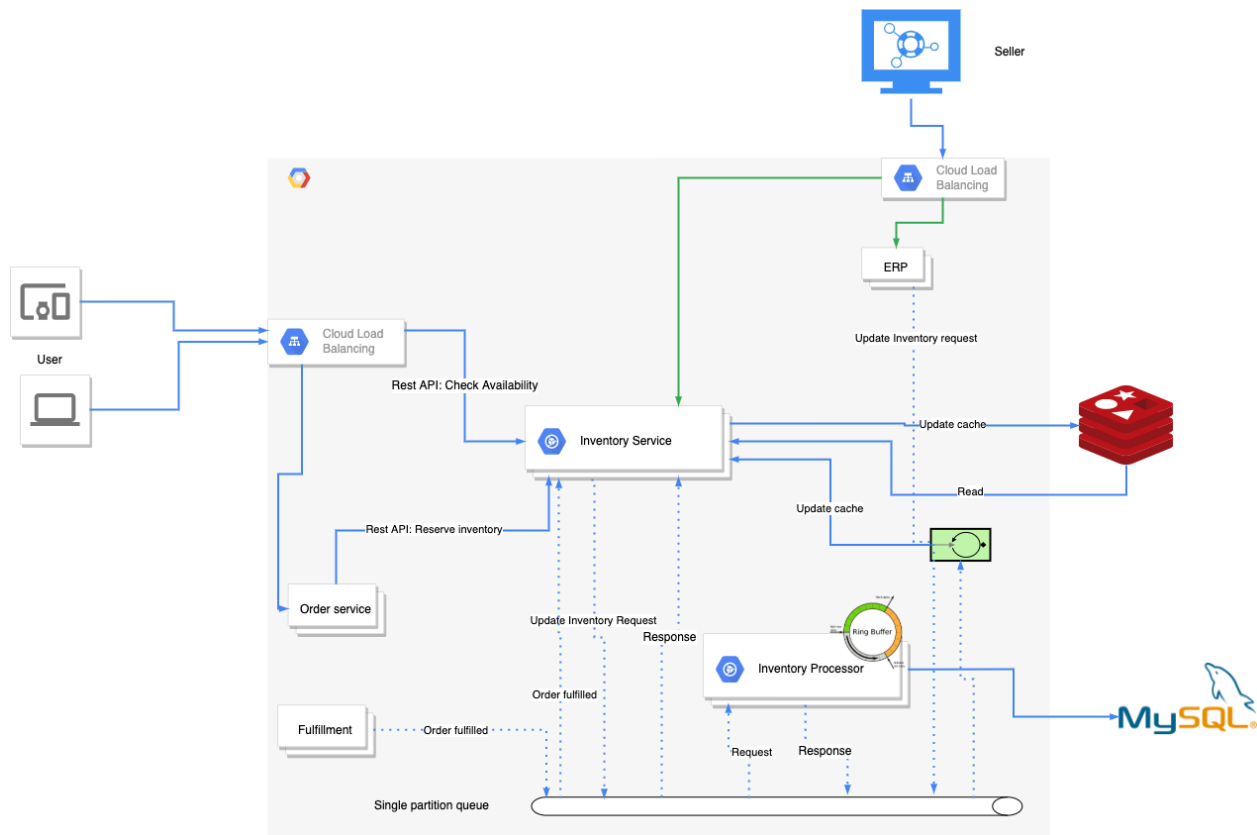 Seller
Cloud Load
Balancing
ERP
Update Inventory request
User
Cloud Load
Balancing
Rest API: Check Availability
Inventory Service
Update cache
Read
Update cache
Rest API: Reserve inventory
Order service
Update Inventory Request
Response
Ring Buffer
Inventory Processor
Order fulfilled
MySQL®
Fulfillment
Order fulfilled
Request
Response
Single partition queue